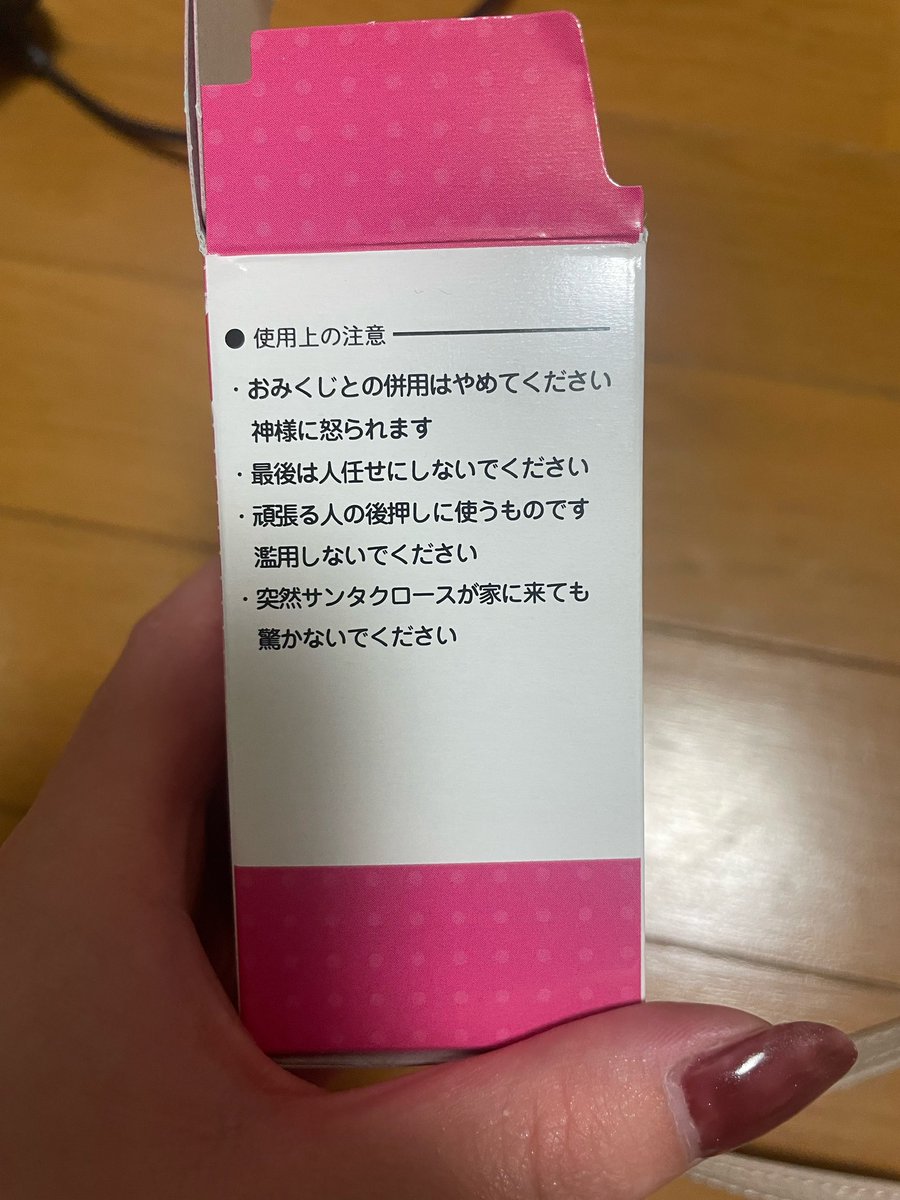 ●使用上の注意
・おみくじとの併用はやめてください
神様に怒られます
・最後は人任せにしないでください
・頑張る人の後押しに使うものです
濫用しないでください
・突然サンタクロースが家に来ても
驚かないでください